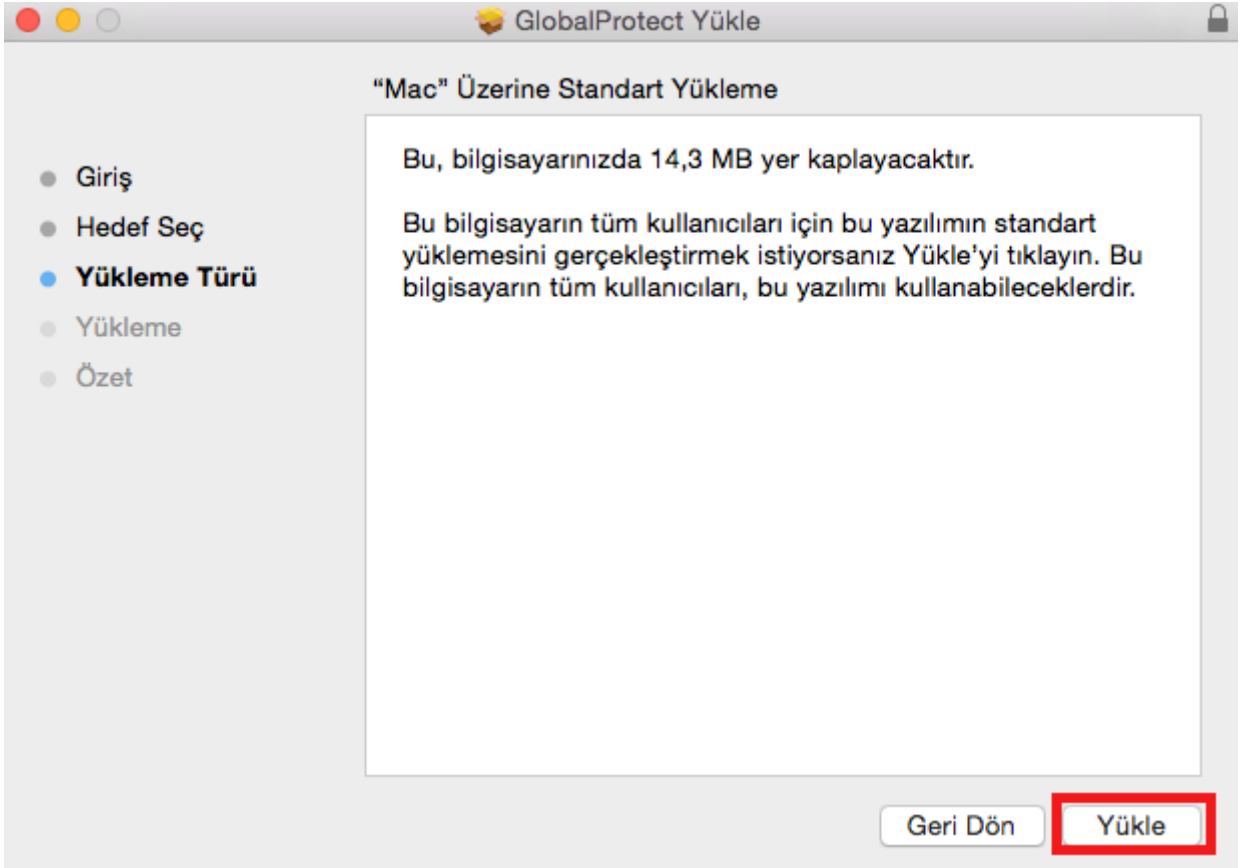 GlobalProtect Yükle
“Mac” Üzerine Standart Yükleme
Giriş
Hedef Seç
Yükleme Türü
Yükleme
Özet
Bu, bilgisayarınızda 14,3 MB yer kaplayacaktır.
Bu bilgisayarın tüm kullanıcıları için bu yazılımın standart
yüklemesini gerçekleştirmek istiyorsanız Yükle’yi tıklayın. Bu
bilgisayarın tüm kullanıcıları, bu yazılımı kullanabileceklerdir.
Geri Dön
Yükle